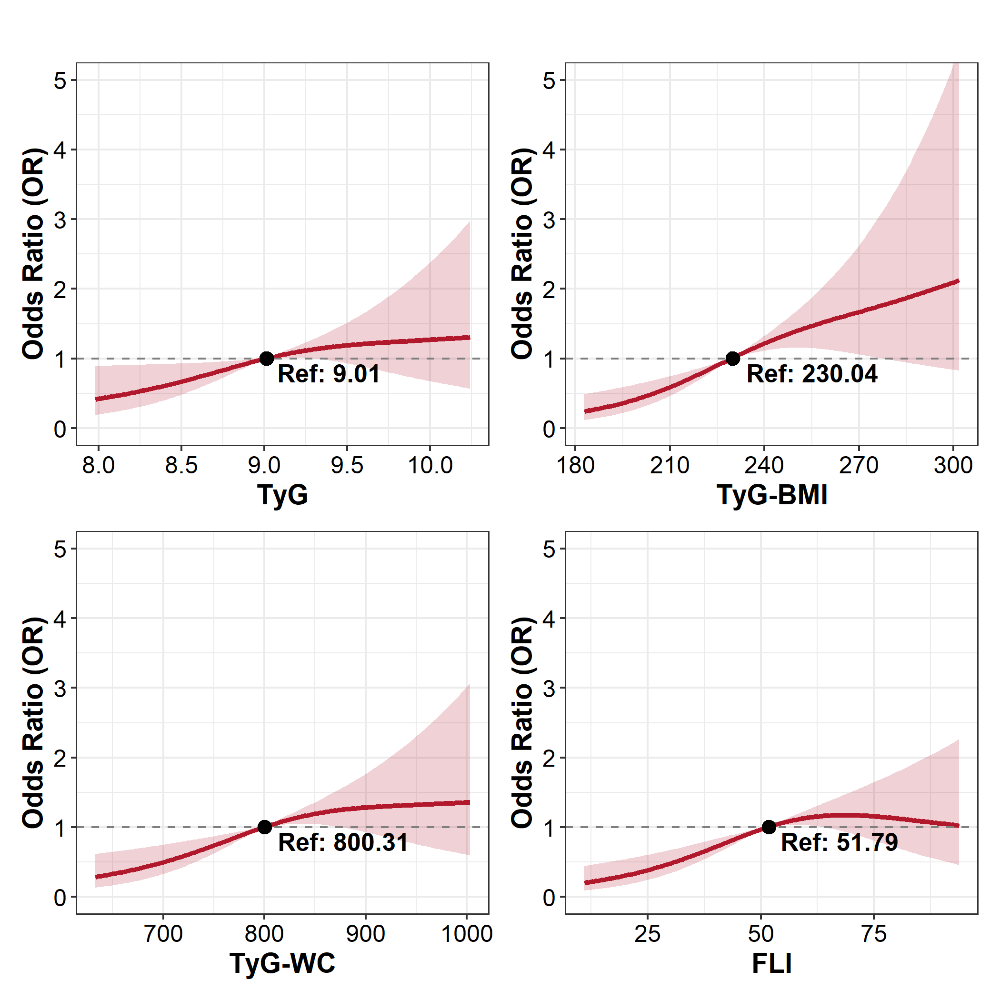 Odds Ratio (OR)
5
4
3
2
1
0
Ref: 9.01
8.0 8.5 9.0 9.5 10.0
TyG
Odds Ratio (OR)
5
4
3
2
1
0
Ref: 230.04
180 210 240 270 300
TyG-BMI
Odds Ratio (OR)
5
4
3
2
1
0
Ref: 800.31
700 800 900 1000
TyG-WC
Odds Ratio (OR)
5
4
3
2
1
0
Ref: 51.79
25 50 75
FLI